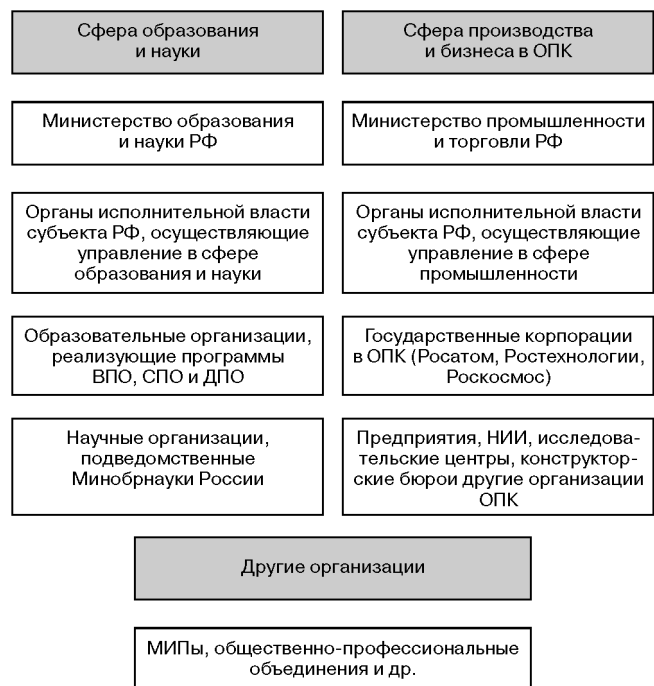 Сфера образования
и науки
Сфера производства
и бизнеса в ОПК
Министерство образования
и науки РФ
Министерство промышленности
и торговли РФ
Органы исполнительной власти
субъекта РФ, осуществляющие
управление в сфере
образования и науки
Органы исполнительной власти
субъекта РФ, осуществляющие
управление в сфере
промышленности
Образовательные организации,
реализующие программы
ВПО, СПО и ДПО
Государственные корпорации
в ОПК (Росатом, Ростехнологии,
Роскосмос)
Научные организации,
подведомственные
Минобрнауки России
Предприятия, НИИ, исследова-
тельские центры, конструктор-
ские бюрои другие организации
ОПК
Другие организации
МИПы, общественно-профессиональные
объединения и др.